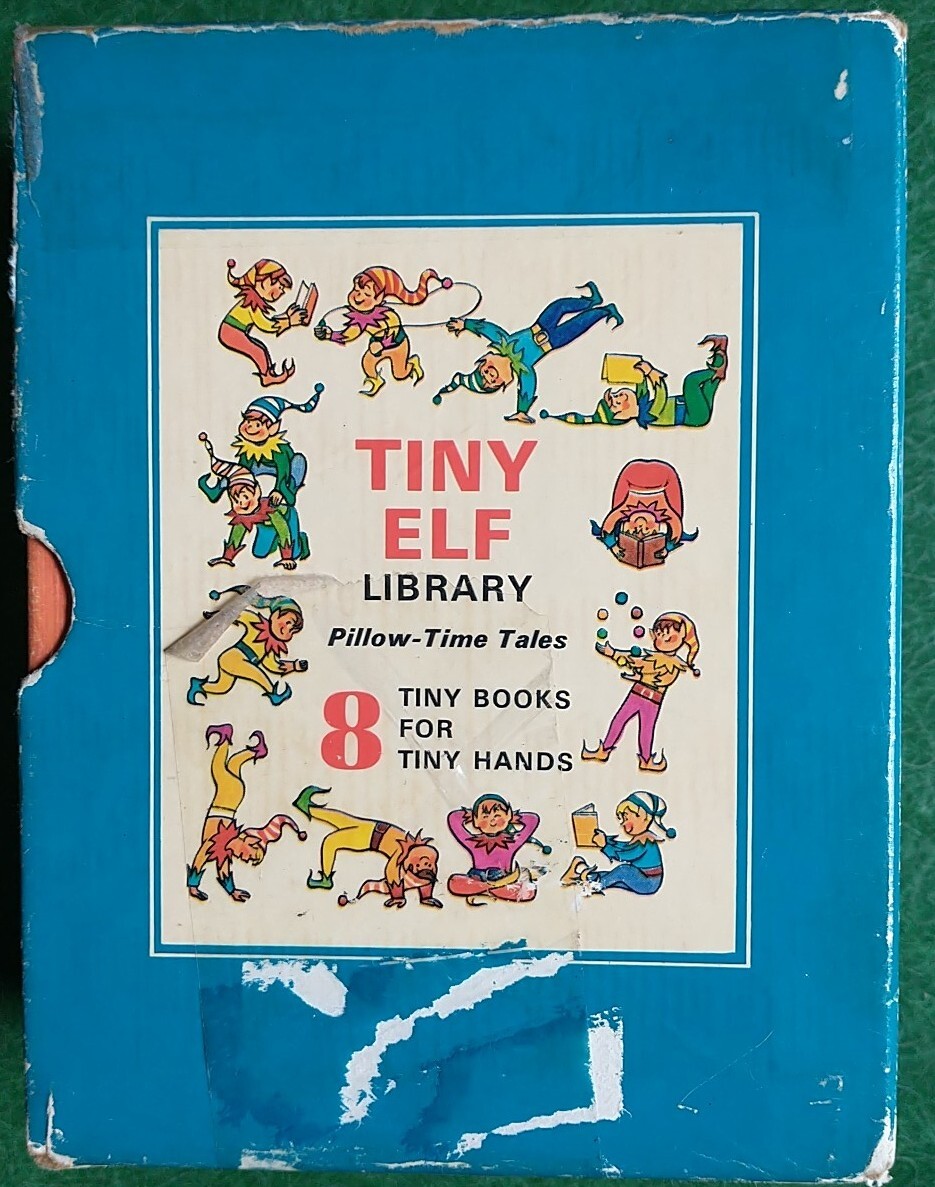 TINY
ELF
LIBRARY
Pillow-Time Tales
8 TINY BOOKS
FOR
TINY HANDS